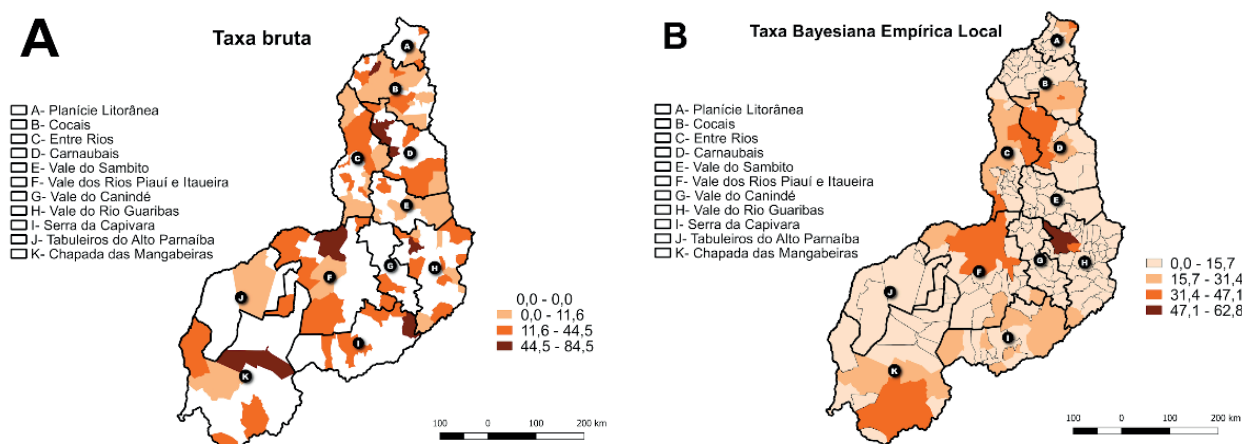 A
Taxa bruta
A- Planície Litorânea
B- Cocais
C- Entre Rios
D- Carnaubais
E- Vale do Sambito
F- Vale dos Rios Piauí e Itaueira
G- Vale do Canindé
H- Vale do Rio Guaribas
I- Serra da Capivara
J- Tabuleiros do Alto Parnaíba
K- Chapada das Mangabeiras
A
B
C
D
E
F
G
H
I
J
K
0,0 - 0,0
0,0 - 11,6
11,6 - 44,5
44,5 - 84,5
100 0 100 200 km
B
Taxa Bayesiana Empírica Local
A- Planície Litorânea
B- Cocais
C- Entre Rios
D- Carnaubais
E- Vale do Sambito
F- Vale dos Rios Piauí e Itaueira
G- Vale do Canindé
H- Vale do Rio Guaribas
I- Serra da Capivara
J- Tabuleiros do Alto Parnaíba
K- Chapada das Mangabeiras
A
B
C
D
E
F
G
H
I
J
K
0,0 - 15,7
15,7 - 31,4
31,4 - 47,1
47,1 - 62,8
100 0 100 200 km